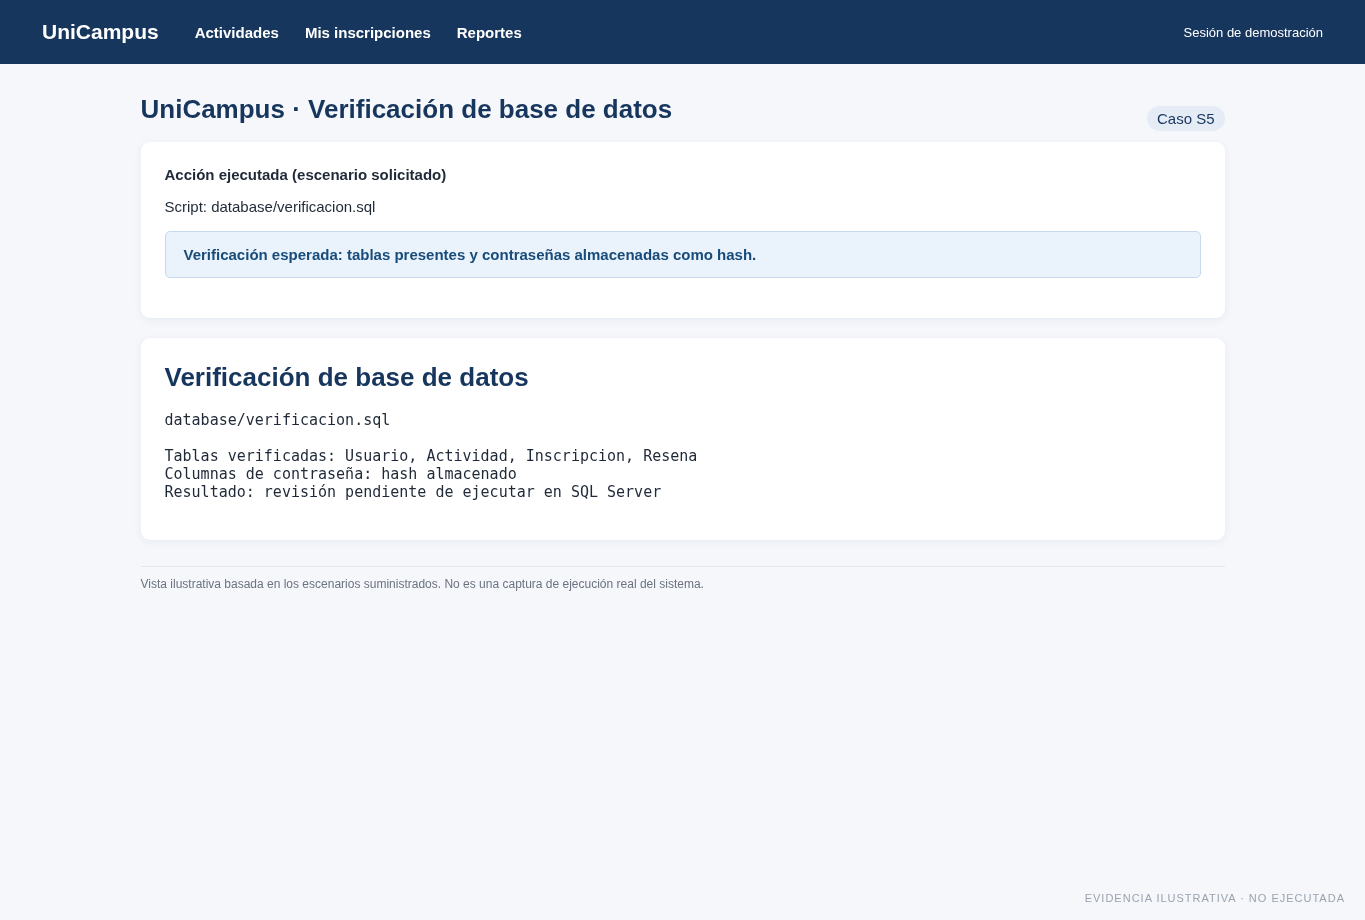 UniCampus Actividades Mis inscripciones Reportes Sesión de demostración
UniCampus · Verificación de base de datos
Caso S5
Acción ejecutada (escenario solicitado)
Script: database/verificacion.sql
Verificación esperada: tablas presentes y contraseñas almacenadas como hash.
Verificación de base de datos
database/verificacion.sql
Tablas verificadas: Usuario, Actividad, Inscripcion, Resena
Columnas de contraseña: hash almacenado
Resultado: revisión pendiente de ejecutar en SQL Server
Vista ilustrativa basada en los escenarios suministrados. No es una captura de ejecución real del sistema.
EVIDENCIA ILUSTRATIVA · NO EJECUTADA